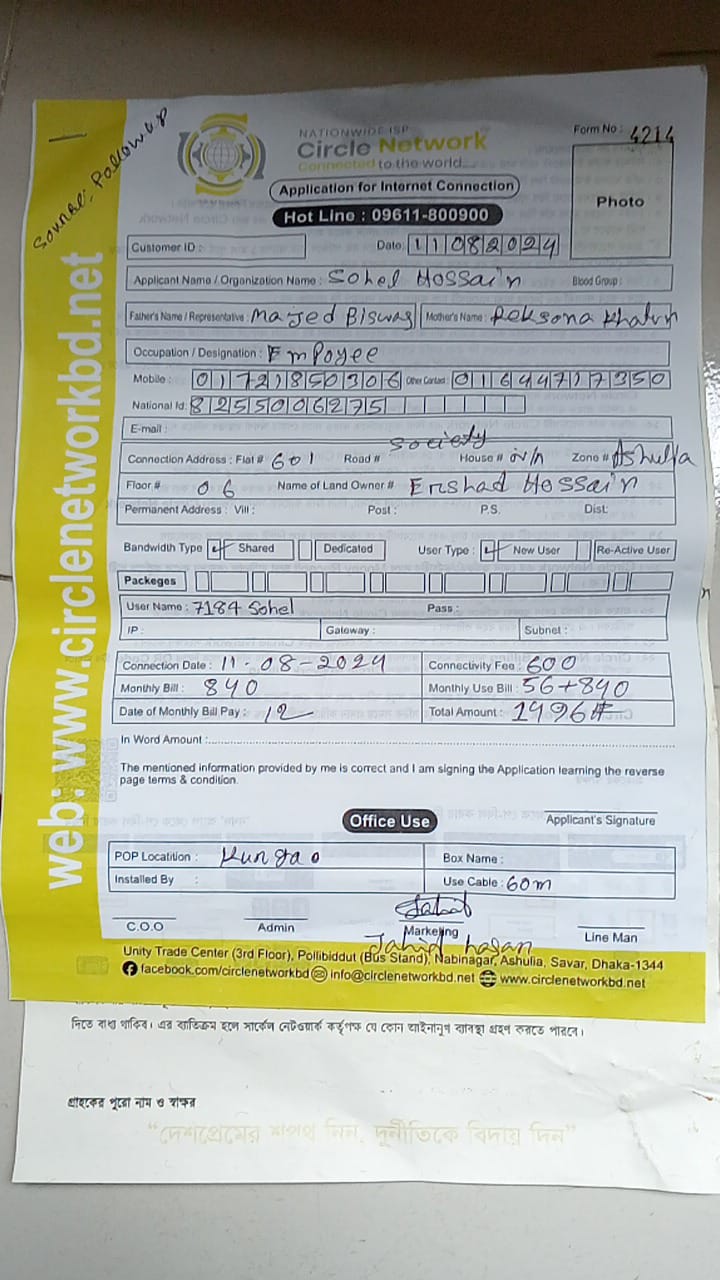 Sourse: Pollowup
NATIONWIDE ISP
Circle Network
Connected to the world...
Form No : 4214
Application for Internet Connection
Photo
Hot Line : 09611-800900
Customer ID :
Date: 11082024
Applicant Name / Organization Name : Sohel Hossain
Blood Group :
Father's Name / Representative : Majed Biswas
Mother's Name : Reksona Khatun
Occupation / Designation : Empoyee
Mobile : 01721850306 Other Contact : 01644717350
National Id: 8255006275
E-mail :
Connection Address : Flat # 601 Road # Society House # N/n Zone # Ashulia
Floor # 06 Name of Land Owner # Ershad Hossain
Permanent Address : Vill : Post : P.S. Dist:
Bandwidth Type Shared Dedicated User Type : New User Re-Active User
Packeges
User Name : 7184 Sohel Pass :
IP : Gateway : Subnet :
Connection Date : 11-08-2024 Connectivity Fee : 600
Monthly Bill : 840 Monthly Use Bill : 56+840
Date of Monthly Bill Pay : 12 Total Amount : 1496
In Word Amount :
The mentioned information provided by me is correct and I am signing the Application learning the reverse
page terms & condition.
Office Use
Applicant's Signature
POP Locatition : Kungao Box Name :
Installed By : Use Cable : 60m
C.O.O Admin Marketing Line Man
Jahid hasan
Unity Trade Center (3rd Floor), Pollibiddut (Bus Stand), Nabinagar, Ashulia, Savar, Dhaka-1344
facebook.com/circlenetworkbd info@circlenetworkbd.net www.circlenetworkbd.net
web: www.circlenetworkbd.net
দিতে বাধ্য থাকিব। এর ব্যতিক্রম হলে সার্কেল নেটওয়ার্ক কর্তৃপক্ষ যে কোন আইনানুগ ব্যাবস্থা গ্রহণ করতে পারবে।
গ্রাহকের পুরো নাম ও স্বাক্ষর
“দেশপ্রেমের শপথ নিন, দুর্নীতিকে বিদায় দিন”